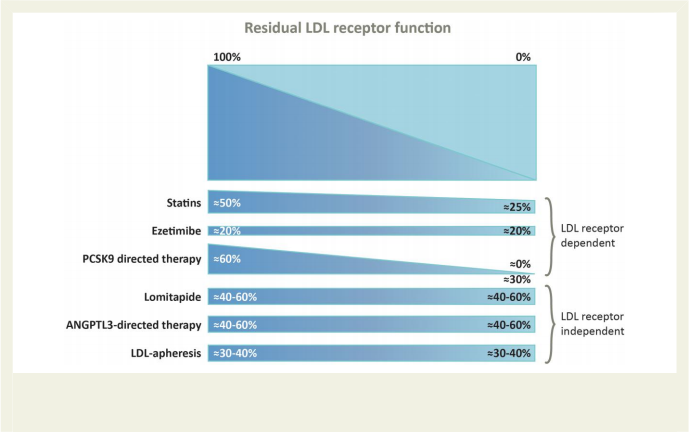 Residual LDL receptor function
100% 0%
Statins ≈50% ≈25%
Ezetimibe ≈20% ≈20%
PCSK9 directed therapy ≈60% ≈0%
≈30%
LDL receptor
dependent
Lomitapide ≈40-60% ≈40-60%
ANGPTL3-directed therapy ≈40-60% ≈40-60%
LDL-apheresis ≈30-40% ≈30-40%
LDL receptor
independent